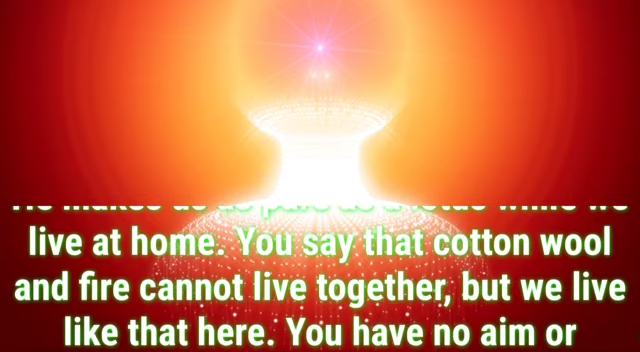 live at home. You say that cotton wool
and fire cannot live together, but we live
like that here. You have no aim or